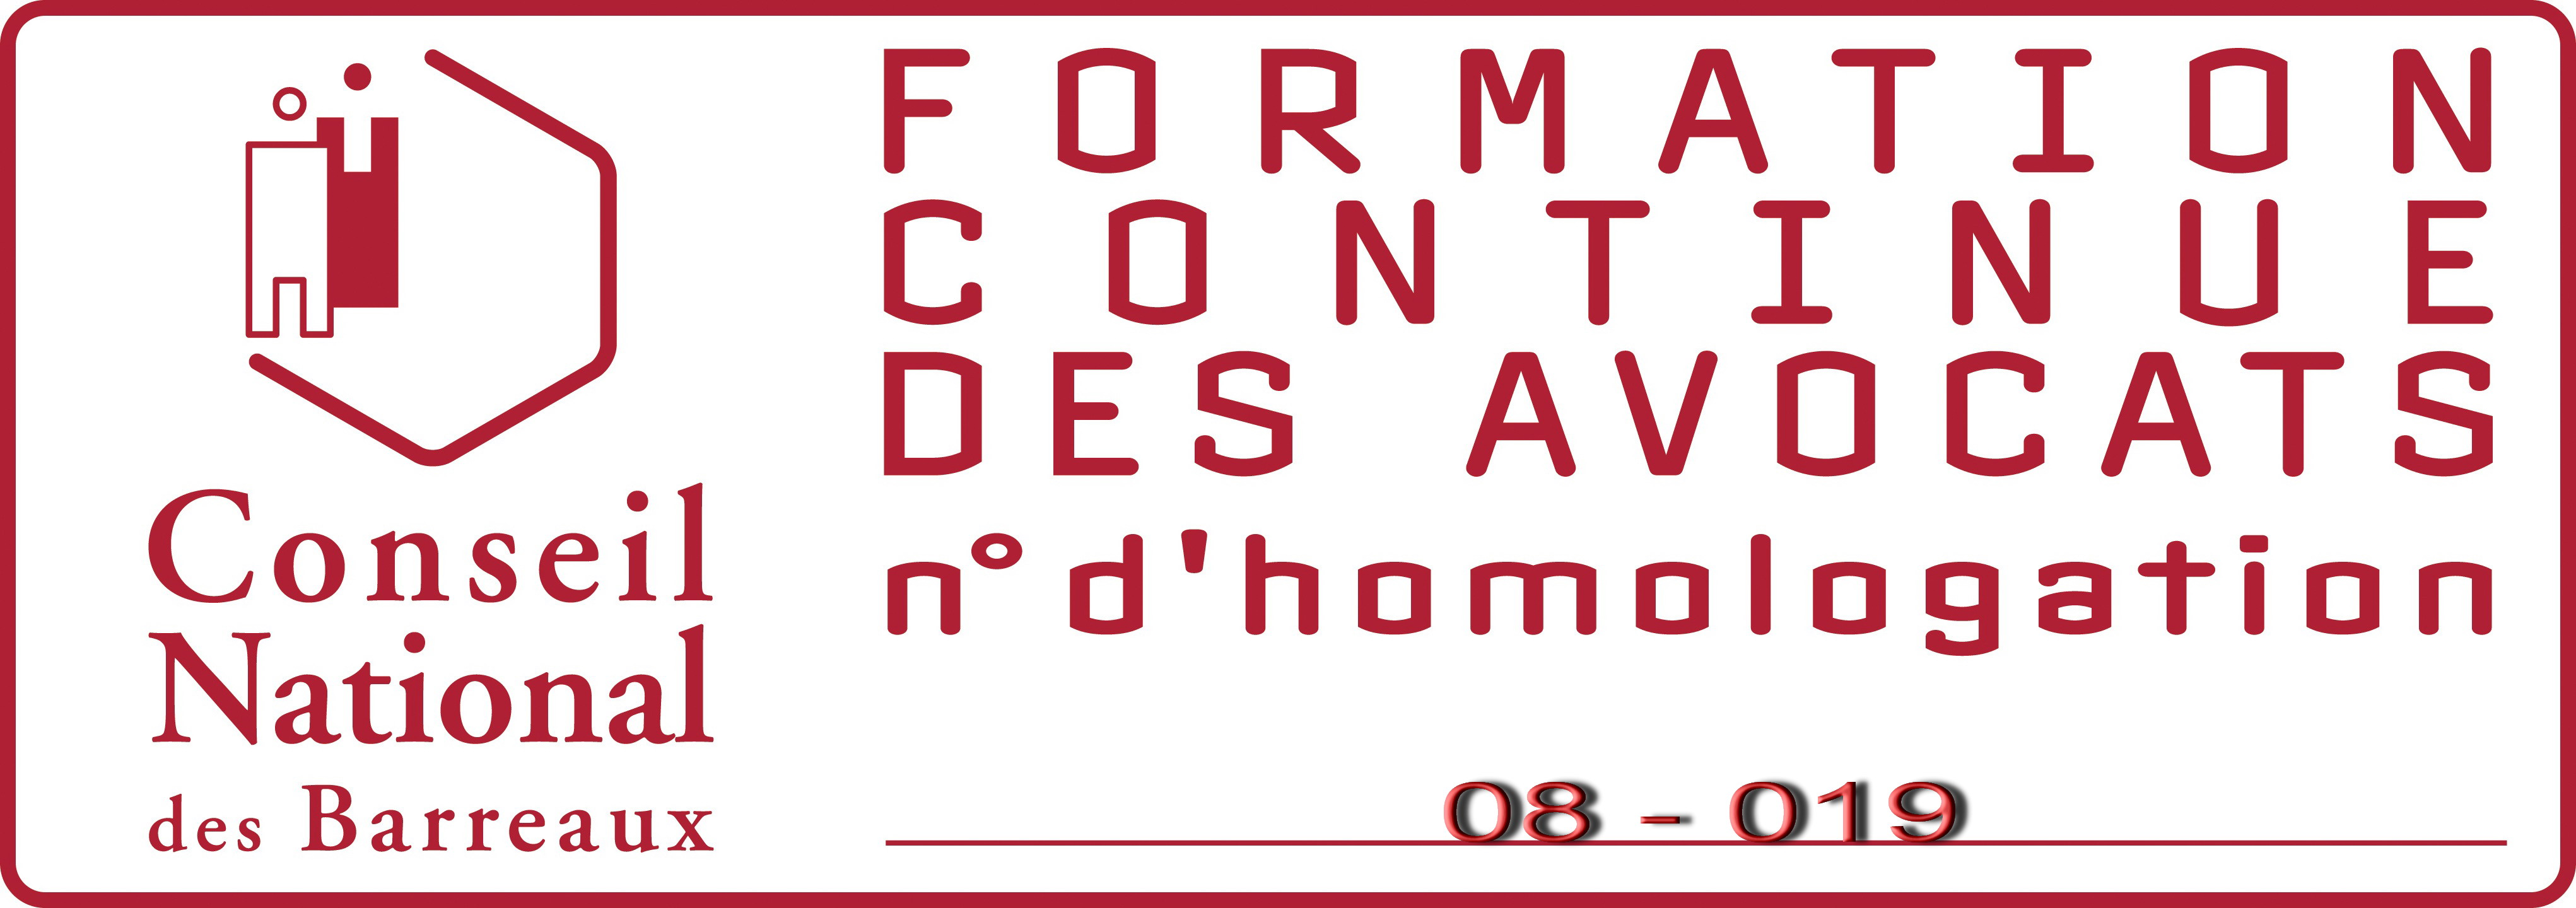 Conseil
National
des Barreaux
FORMATION
CONTINUE
DES AVOCATS
n°d'homologation
08 - 019